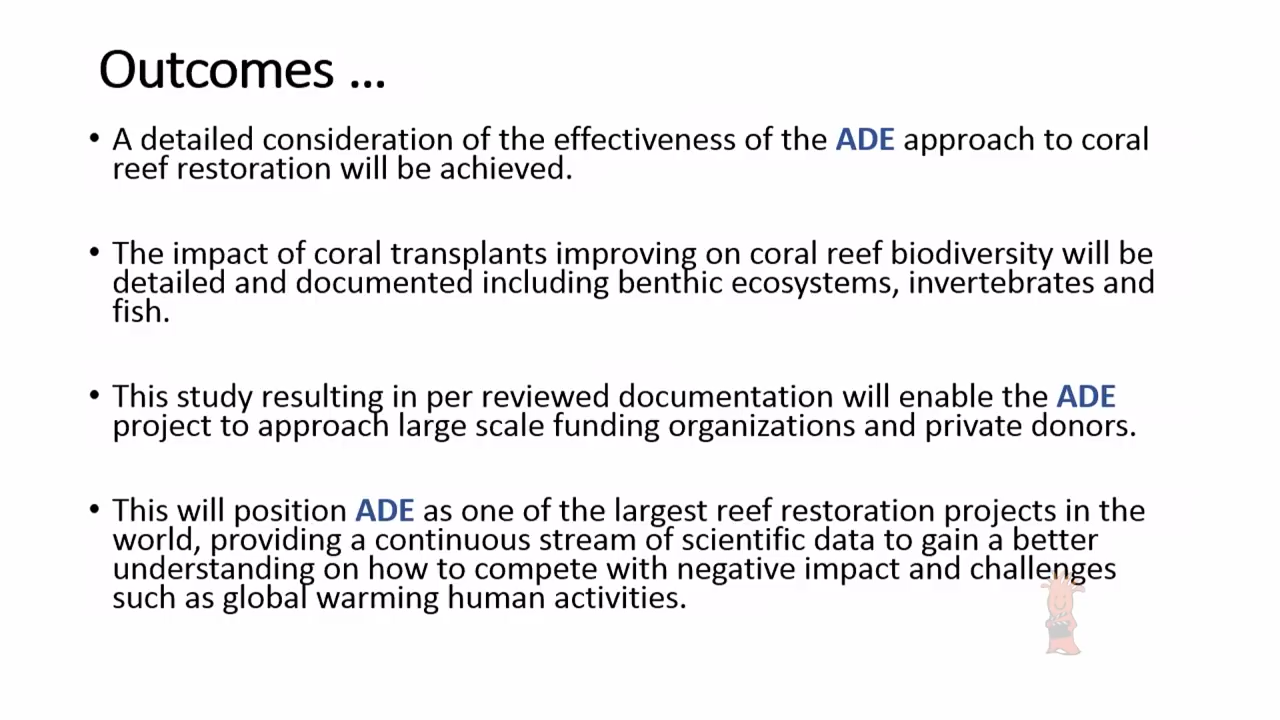 Outcomes ...
• A detailed consideration of the effectiveness of the ADE approach to coral
reef restoration will be achieved.
• The impact of coral transplants improving on coral reef biodiversity will be
detailed and documented including benthic ecosystems, invertebrates and
fish.
• This study resulting in per reviewed documentation will enable the ADE
project to approach large scale funding organizations and private donors.
• This will position ADE as one of the largest reef restoration projects in the
world, providing a continuous stream of scientific data to gain a better
understanding on how to compete with negative impact and challenges
such as global warming human activities.